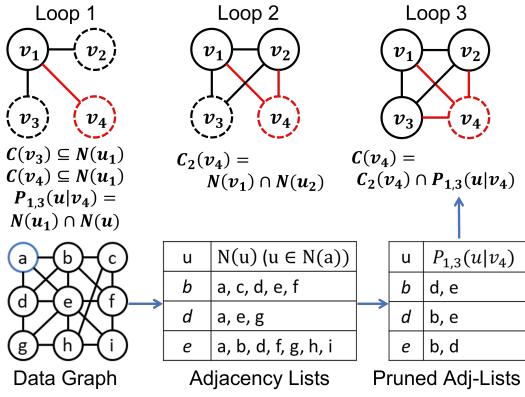 Loop 1
Loop 2
Loop 3
v₁ v₂
v₃ v₄
v₁ v₂
v₃ v₄
v₁ v₂
v₃ v₄
C(v₃) ⊆ N(u₁)
C(v₄) ⊆ N(u₁)
P₁,₃(u|v₄) =
N(u₁) ∩ N(u)
C₂(v₄) =
N(v₁) ∩ N(u₂)
C(v₄) =
C₂(v₄) ∩ P₁,₃(u|v₄)
a b c
d e f
g h i
u N(u) (u ∈ N(a))
b a, c, d, e, f
d a, e, g
e a, b, d, f, g, h, i
u P₁,₃(u|v₄)
b d, e
d b, e
e b, d
Data Graph
Adjacency Lists
Pruned Adj-Lists